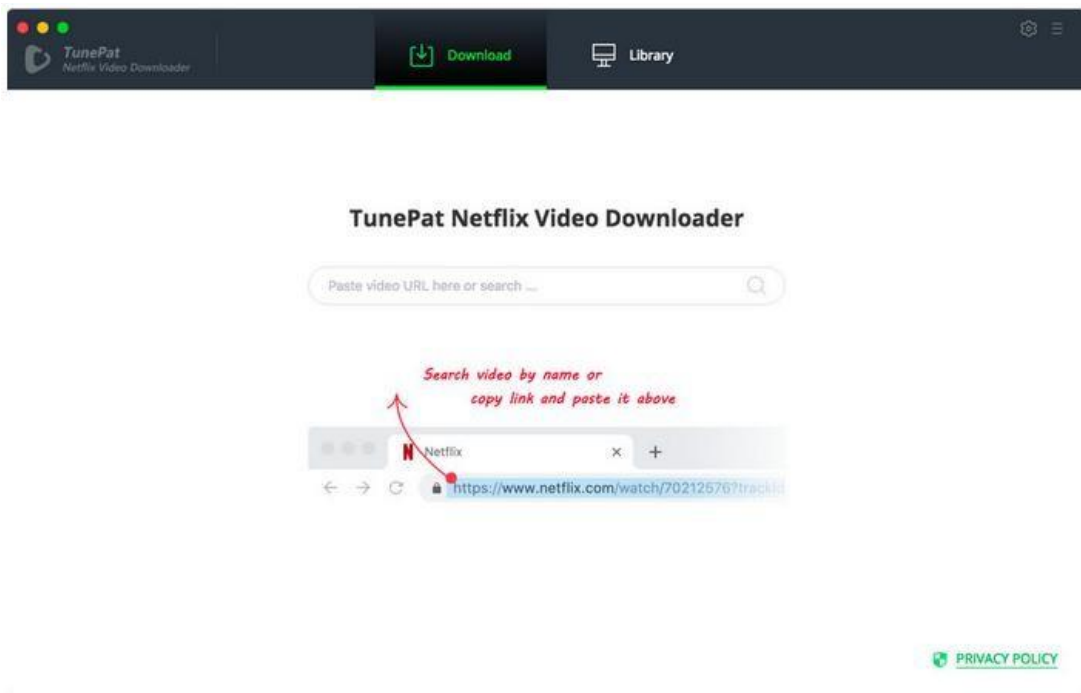 TunePat
Netflix Video Downloader
Download
Library
TunePat Netflix Video Downloader
Paste video URL here or search ...
Search video by name or
copy link and paste it above
N Netflix
https://www.netflix.com/watch/70212576?trackId
PRIVACY POLICY